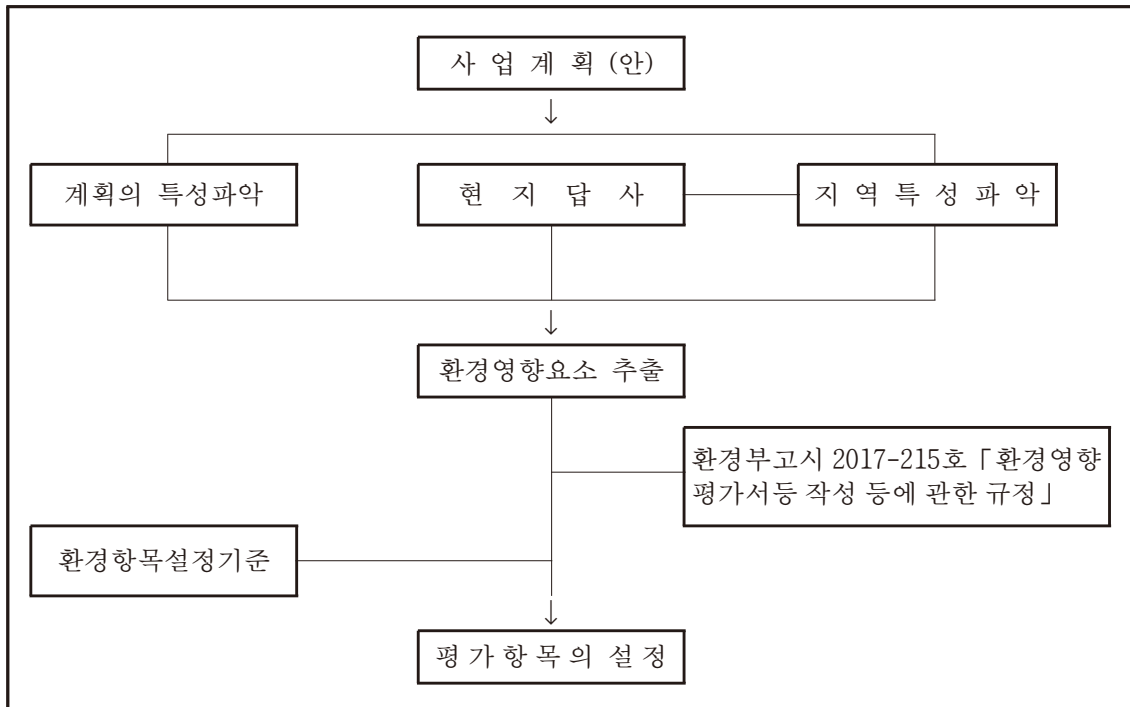 사 업 계 획 (안)
↓
계획의 특성파악
현 지 답 사
지 역 특 성 파 악
↓
환경영향요소 추출
환경부고시 2017-215호 「환경영향
평가서등 작성 등에 관한 규정」
환경항목설정기준
↓
평 가 항 목 의 설 정